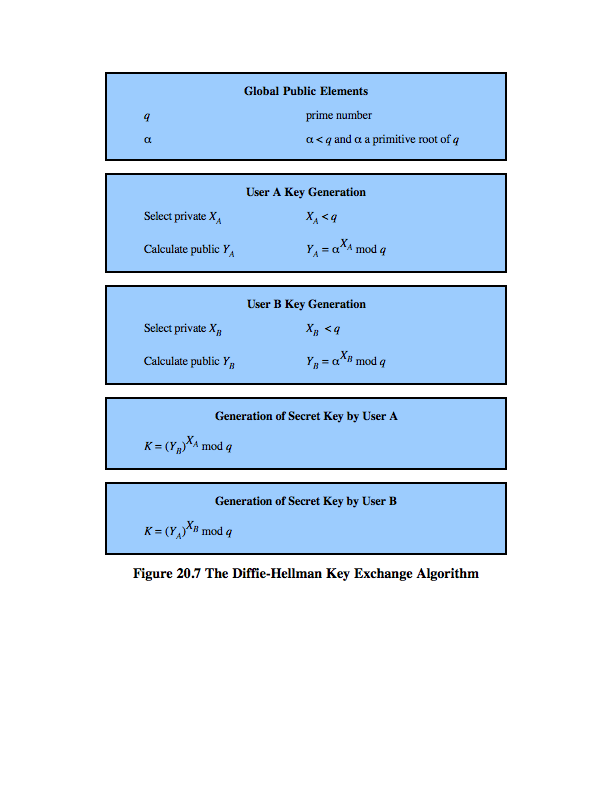 Global Public Elements
q prime number
α α < q and α a primitive root of q
User A Key Generation
Select private X_A X_A < q
Calculate public Y_A Y_A = α^{X_A} mod q
User B Key Generation
Select private X_B X_B < q
Calculate public Y_B Y_B = α^{X_B} mod q
Generation of Secret Key by User A
K = (Y_B)^{X_A} mod q
Generation of Secret Key by User B
K = (Y_A)^{X_B} mod q
Figure 20.7 The Diffie-Hellman Key Exchange Algorithm